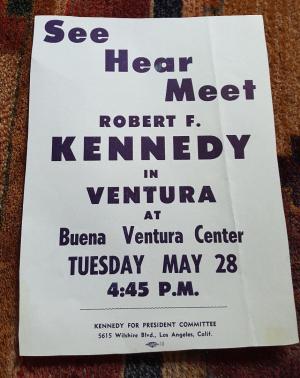 See
Hear
Meet
ROBERT F.
KENNEDY
IN
VENTURA
AT
Buena Ventura Center
TUESDAY MAY 28
4:45 P.M.
KENNEDY FOR PRESIDENT COMMITTEE
5615 Wilshire Blvd., Los Angeles, Calif.